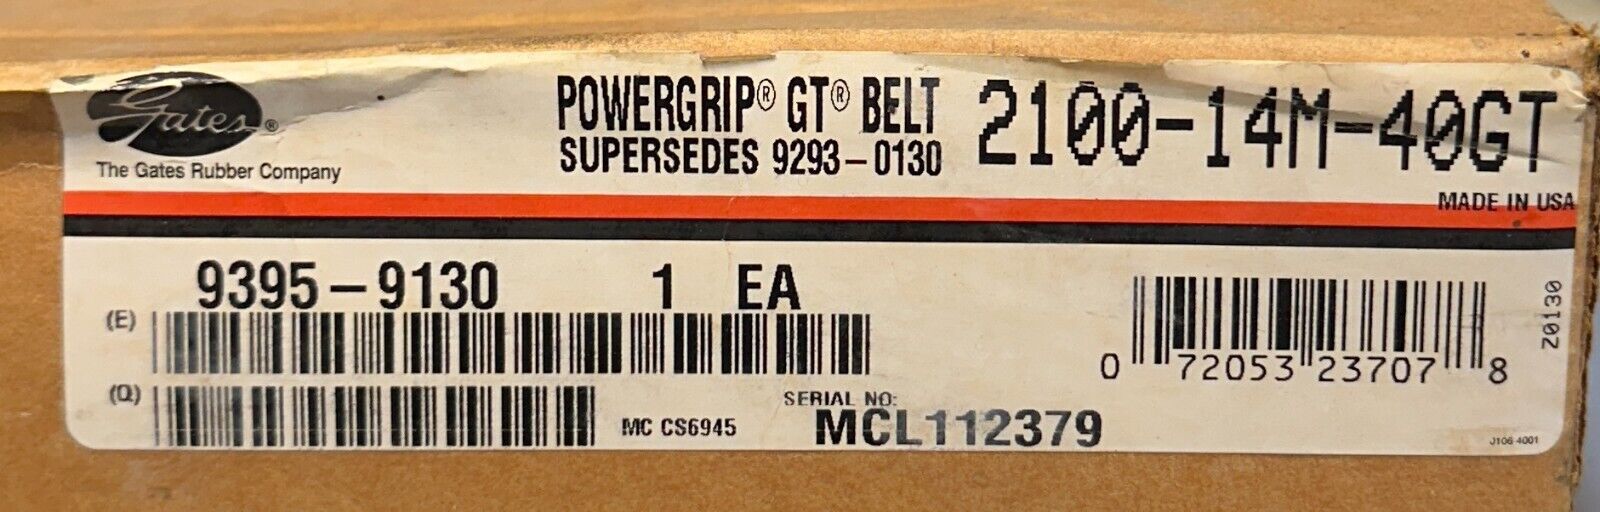 Gates®
The Gates Rubber Company
POWERGRIP® GT® BELT
SUPERSEDES 9293-0130
2100-14M-40GT
MADE IN USA
9395-9130 1 EA
(E)
(Q)
MC CS6945
SERIAL NO:
MCL112379
0 72053 23707 8
Z0130
J106-4001